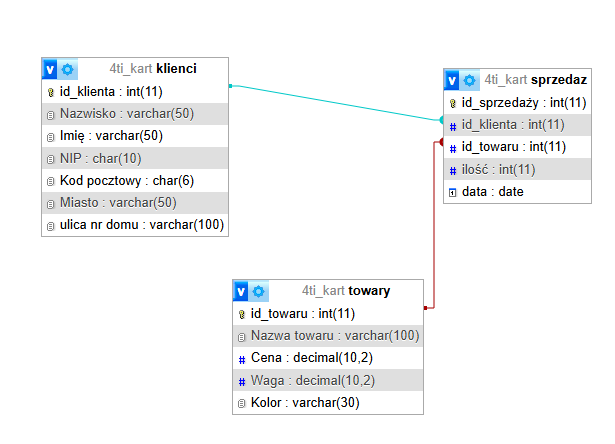 4ti_kart klienci
id_klienta : int(11)
Nazwisko : varchar(50)
Imię : varchar(50)
NIP : char(10)
Kod pocztowy : char(6)
Miasto : varchar(50)
ulica nr domu : varchar(100)
4ti_kart sprzedaz
id_sprzedaży : int(11)
# id_klienta : int(11)
# id_towaru : int(11)
# ilość : int(11)
data : date
4ti_kart towary
id_towaru : int(11)
Nazwa towaru : varchar(100)
# Cena : decimal(10,2)
# Waga : decimal(10,2)
Kolor : varchar(30)